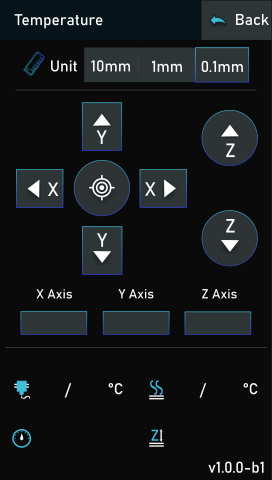 Temperature Back
Unit 10mm 1mm 0.1mm
Y
Z
X X
Y
Z
X Axis Y Axis Z Axis
/ °C / °C
Z
v1.0.0-b1